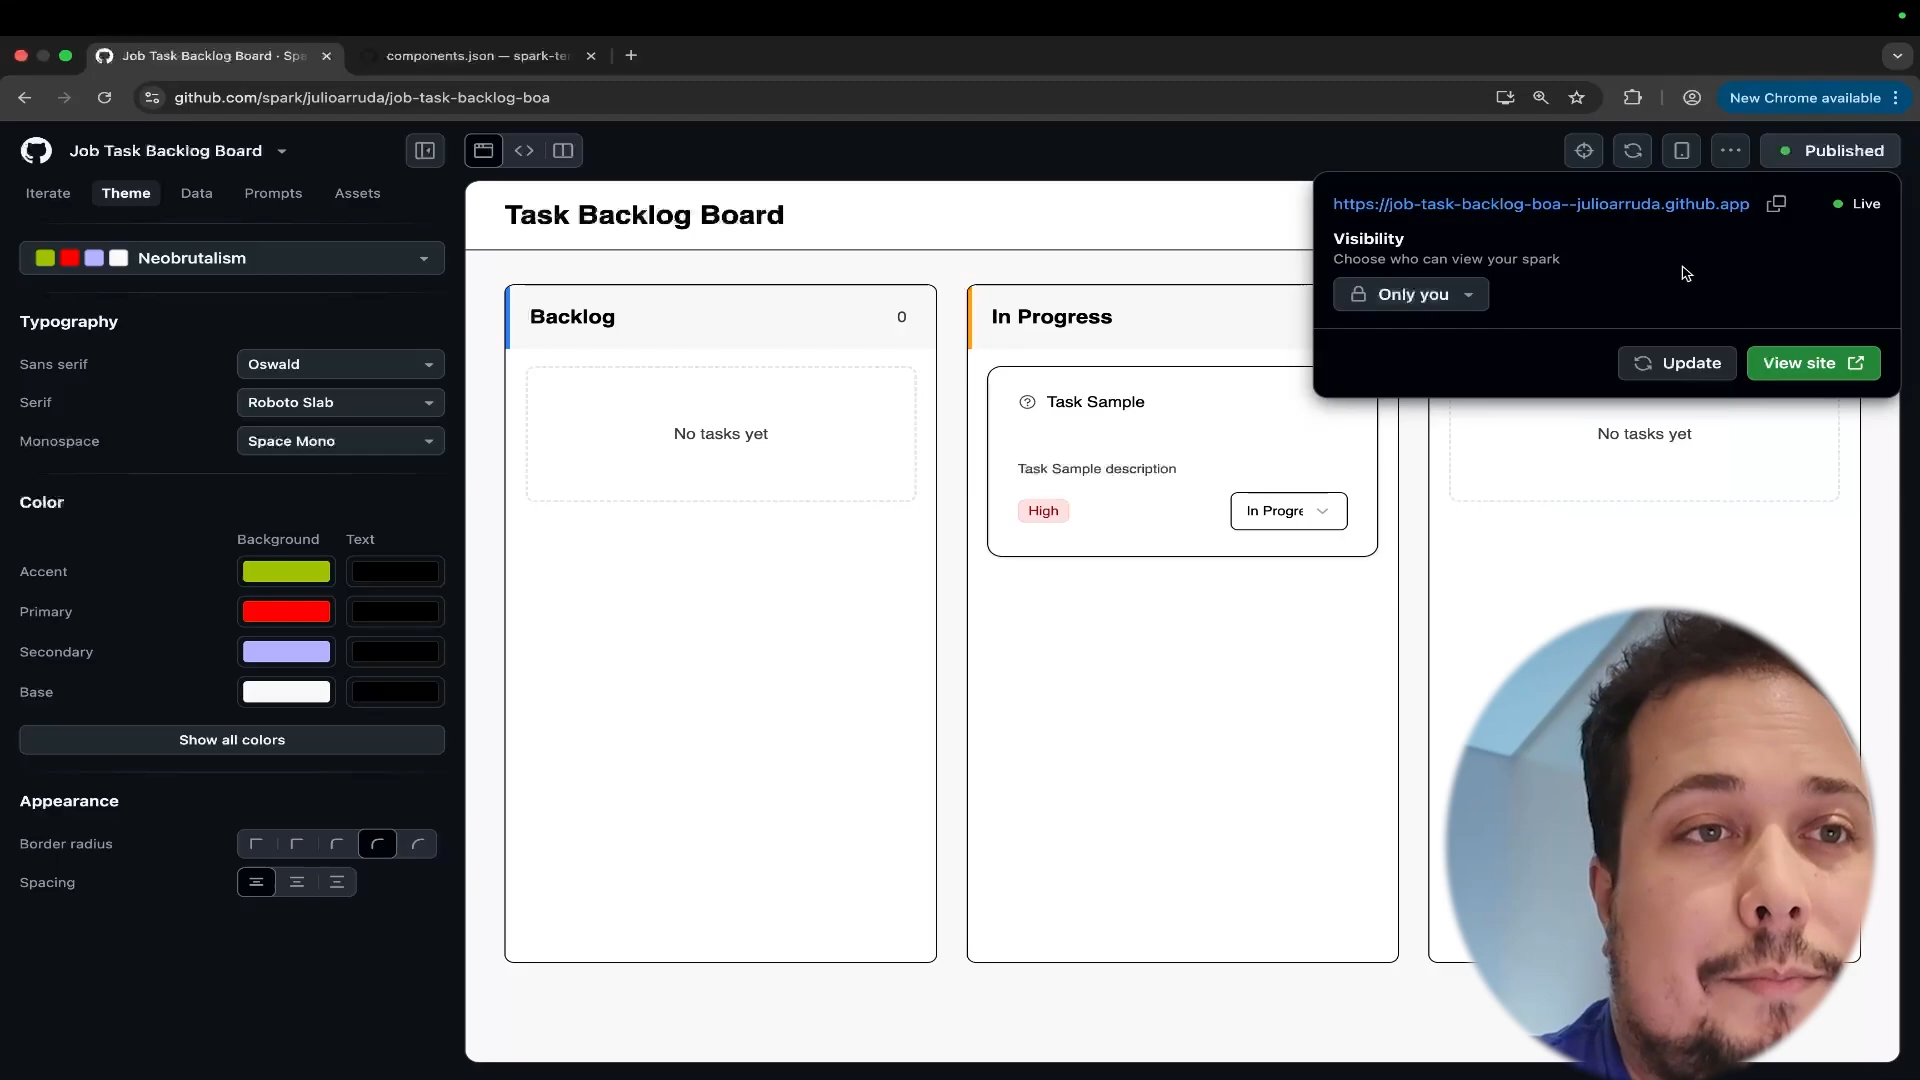 Job Task Backlog Board · Spa
components.json — spark-te
github.com/spark/julioarruda/job-task-backlog-boa
New Chrome available
Job Task Backlog Board
Published
Iterate
Theme
Data
Prompts
Assets
Neobrutalism
Typography
Sans serif
Oswald
Serif
Roboto Slab
Monospace
Space Mono
Color
Background
Text
Accent
Primary
Secondary
Base
Show all colors
Appearance
Border radius
Spacing
Task Backlog Board
Backlog
0
No tasks yet
In Progress
Task Sample
Task Sample description
High
In Progre
No tasks yet
https://job-task-backlog-boa--julioarruda.github.app
Live
Visibility
Choose who can view your spark
Only you
Update
View site